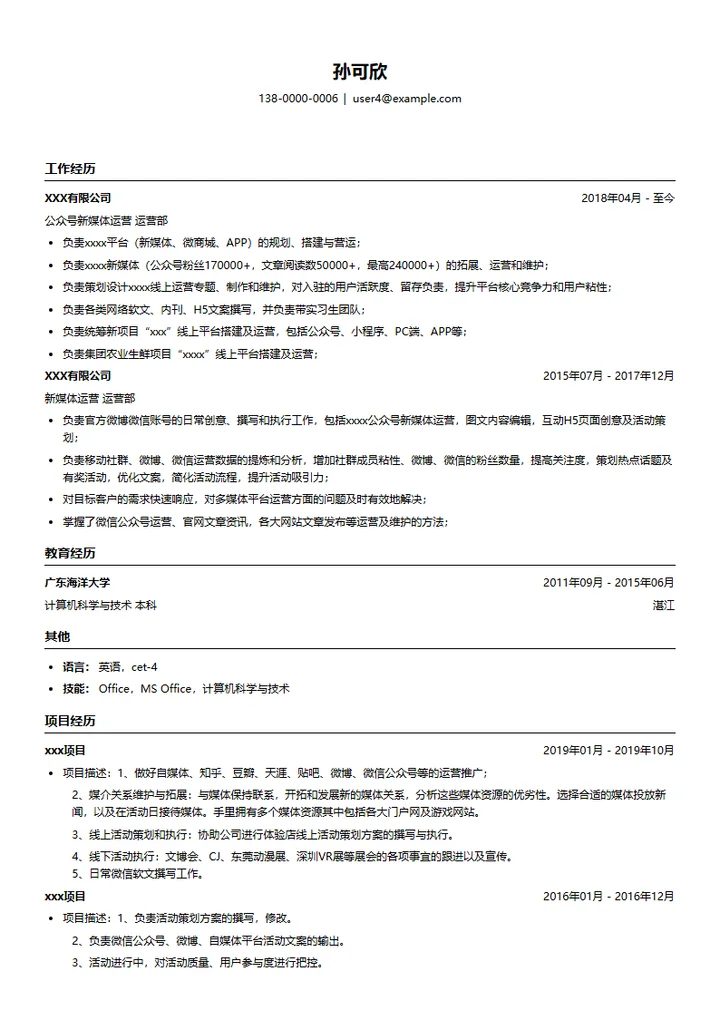 孙可欣
138-0000-0006 | user4@example.com
工作经历
XXX有限公司 2018年04月 - 至今
公众号新媒体运营 运营部
• 负责xxxx平台（新媒体、微商城、APP）的规划、搭建与营运；
• 负责xxxx新媒体（公众号粉丝170000+，文章阅读数50000+，最高240000+）的拓展、运营和维护；
• 负责策划设计xxxx线上运营专题、制作和维护，对入驻的用户活跃度、留存负责，提升平台核心竞争力和用户粘性；
• 负责各类网络软文、内刊、H5文案撰写，并负责带实习生团队；
• 负责统筹新项目“xxx”线上平台搭建及运营，包括公众号、小程序、PC端、APP等；
• 负责集团农业生鲜项目“xxxx”线上平台搭建及运营；
XXX有限公司 2015年07月 - 2017年12月
新媒体运营 运营部
• 负责官方微博微信账号的日常创意、撰写和执行工作，包括xxxx公众号新媒体运营，图文内容编辑，互动H5页面创意及活动策
划；
• 负责移动社群、微博、微信运营数据的提炼和分析，增加社群成员粘性、微博、微信的粉丝数量，提高关注度，策划热点话题及
有奖活动，优化文案，简化活动流程，提升活动吸引力；
• 对目标客户的需求快速响应，对多媒体平台运营方面的问题及时有效地解决；
• 掌握了微信公众号运营、官网文章资讯，各大网站文章发布等运营及维护的方法；
教育经历
广东海洋大学 2011年09月 - 2015年06月
计算机科学与技术 本科 湛江
其他
• 语言： 英语，cet-4
• 技能： Office，MS Office，计算机科学与技术
项目经历
xxx项目 2019年01月 - 2019年10月
• 项目描述：1、做好自媒体、知乎、豆瓣、天涯、贴吧、微博、微信公众号等的运营推广；
2、媒介关系维护与拓展：与媒体保持联系，开拓和发展新的媒体关系，分析这些媒体资源的优劣性。选择合适的媒体投放新
闻，以及在活动日接待媒体。手里拥有多个媒体资源其中包括各大门户网及游戏网站。
3、线上活动策划和执行：协助公司进行体验店线上活动策划方案的撰写与执行。
4、线下活动执行：文博会、CJ、东莞动漫展、深圳VR展等展会的各项事宜的跟进以及宣传。
5、日常微信软文撰写工作。
xxx项目 2016年01月 - 2016年12月
• 项目描述：1、负责活动策划方案的撰写，修改。
2、负责微信公众号、微博、自媒体平台活动文案的输出。
3、活动进行中，对活动质量、用户参与度进行把控。